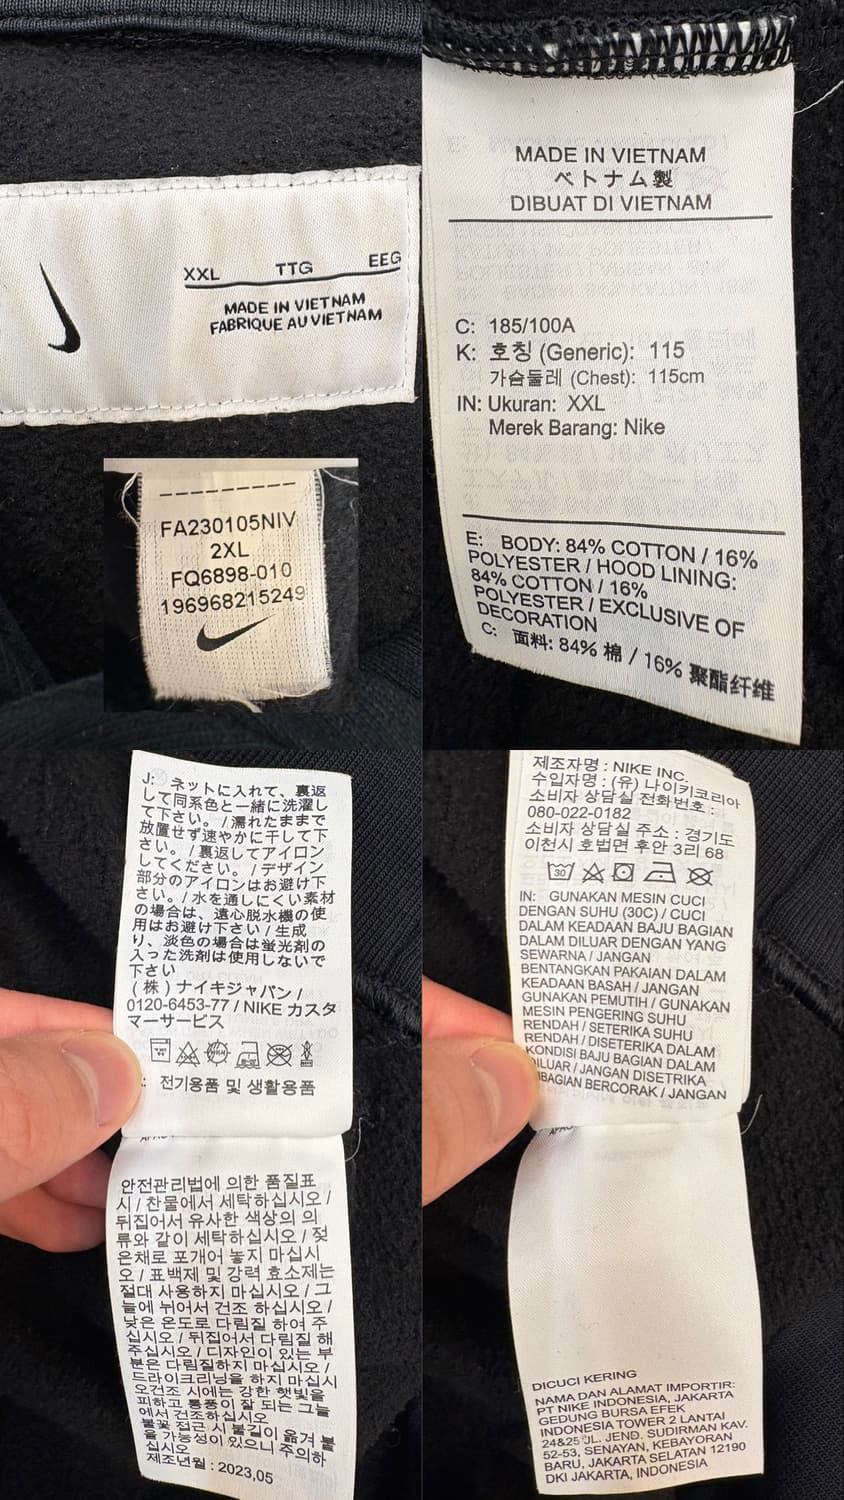 XXL TTG EEG
MADE IN VIETNAM
FABRIQUE AU VIETNAM
FA230105NIV
2XL
FQ6898-010
196968215249
MADE IN VIETNAM
ベトナム製
DIBUAT DI VIETNAM
C: 185/100A
K: 호칭 (Generic): 115
가슴둘레 (Chest): 115cm
IN: Ukuran: XXL
Merek Barang: Nike
E: BODY: 84% COTTON / 16%
POLYESTER / HOOD LINING:
84% COTTON / 16%
POLYESTER / EXCLUSIVE OF
DECORATION
C: 面料: 84% 棉 / 16% 聚酯纤维
J: ネットに入れて、裏返
して同系色と一緒に洗濯し
て下さい。/ 濡れたままで
放置せず速やかに干して下
さい。/ 裏返してアイロン
してください。/ デザイン
部分のアイロンはお避け下
さい。/ 水を通しにくい素材
の場合は、遠心脱水機の使
用はお避け下さい / 生成
り、淡色の場合は蛍光剤の
入った洗剤は使用しないで
下さい
(株) ナイキジャパン /
0120-6453-77 / NIKE カスタ
マーサービス
: 전기용품 및 생활용품
안전관리법에 의한 품질표
시 / 찬물에서 세탁하십시오 /
뒤집어서 유사한 색상의 의
류와 같이 세탁하십시오 / 젖
은채로 포개어 놓지 마십시
오 / 표백제 및 강력 효소제는
절대 사용하지 마십시오 / 그
늘에 뉘어서 건조 하십시오 /
낮은 온도로 다림질 하여 주
십시오 / 뒤집어서 다림질 해
주십시오 / 디자인이 있는 부
분은 다림질하지 마십시오 /
드라이크리닝을 하지 마십시
오건조 시에는 강한 햇빛을
피하고 통풍이 잘 되는 그늘
에서 건조하십시오
불꽃 접근 시 불길이 옮겨 붙
을 가능성이 있으니 주의하
십시오
제조년월 : 2023,05
제조자명 : NIKE INC.
수입자명 : (유) 나이키코리아
소비자 상담실 전화번호 :
080-022-0182
소비자 상담실 주소 : 경기도
이천시 호법면 후안 3리 68
30
IN: GUNAKAN MESIN CUCI
DENGAN SUHU (30C) / CUCI
DALAM KEADAAN BAJU BAGIAN
DALAM DILUAR DENGAN YANG
SEWARNA / JANGAN
BENTANGKAN PAKAIAN DALAM
KEADAAN BASAH / JANGAN
GUNAKAN PEMUTIH / GUNAKAN
MESIN PENGERING SUHU
RENDAH / SETERIKA SUHU
RENDAH / DISETERIKA DALAM
KONDISI BAJU BAGIAN DALAM
DILUAR / JANGAN DISETRIKA
BAGIAN BERCORAK / JANGAN
DICUCI KERING
NAMA DAN ALAMAT IMPORTIR:
PT NIKE INDONESIA, JAKARTA
GEDUNG BURSA EFEK
INDONESIA TOWER 2 LANTAI
24&25 JL. JEND. SUDIRMAN KAV.
52-53, SENAYAN, KEBAYORAN
BARU, JAKARTA SELATAN 12190
DKI JAKARTA, INDONESIA